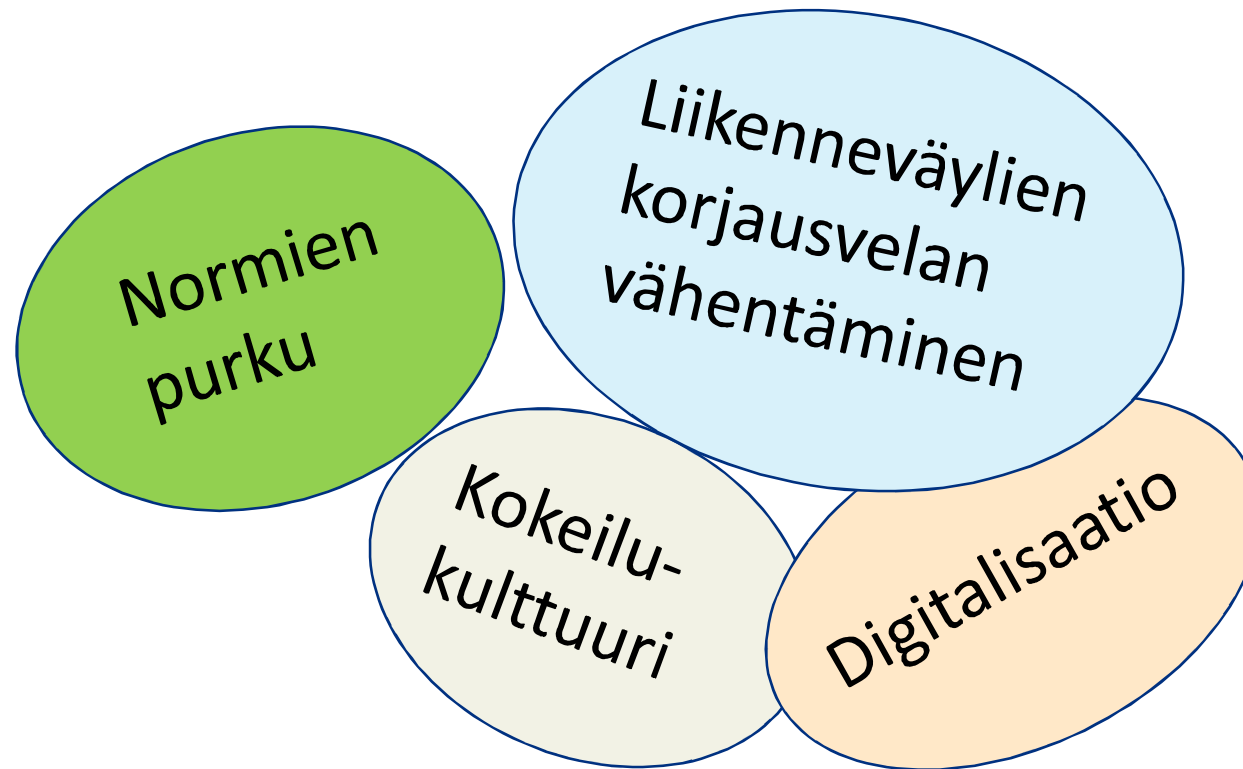 Normien
purku
Liikenneväylien
korjausvelan
vähentäminen
Kokeilu-
kulttuuri
Digitalisaatio